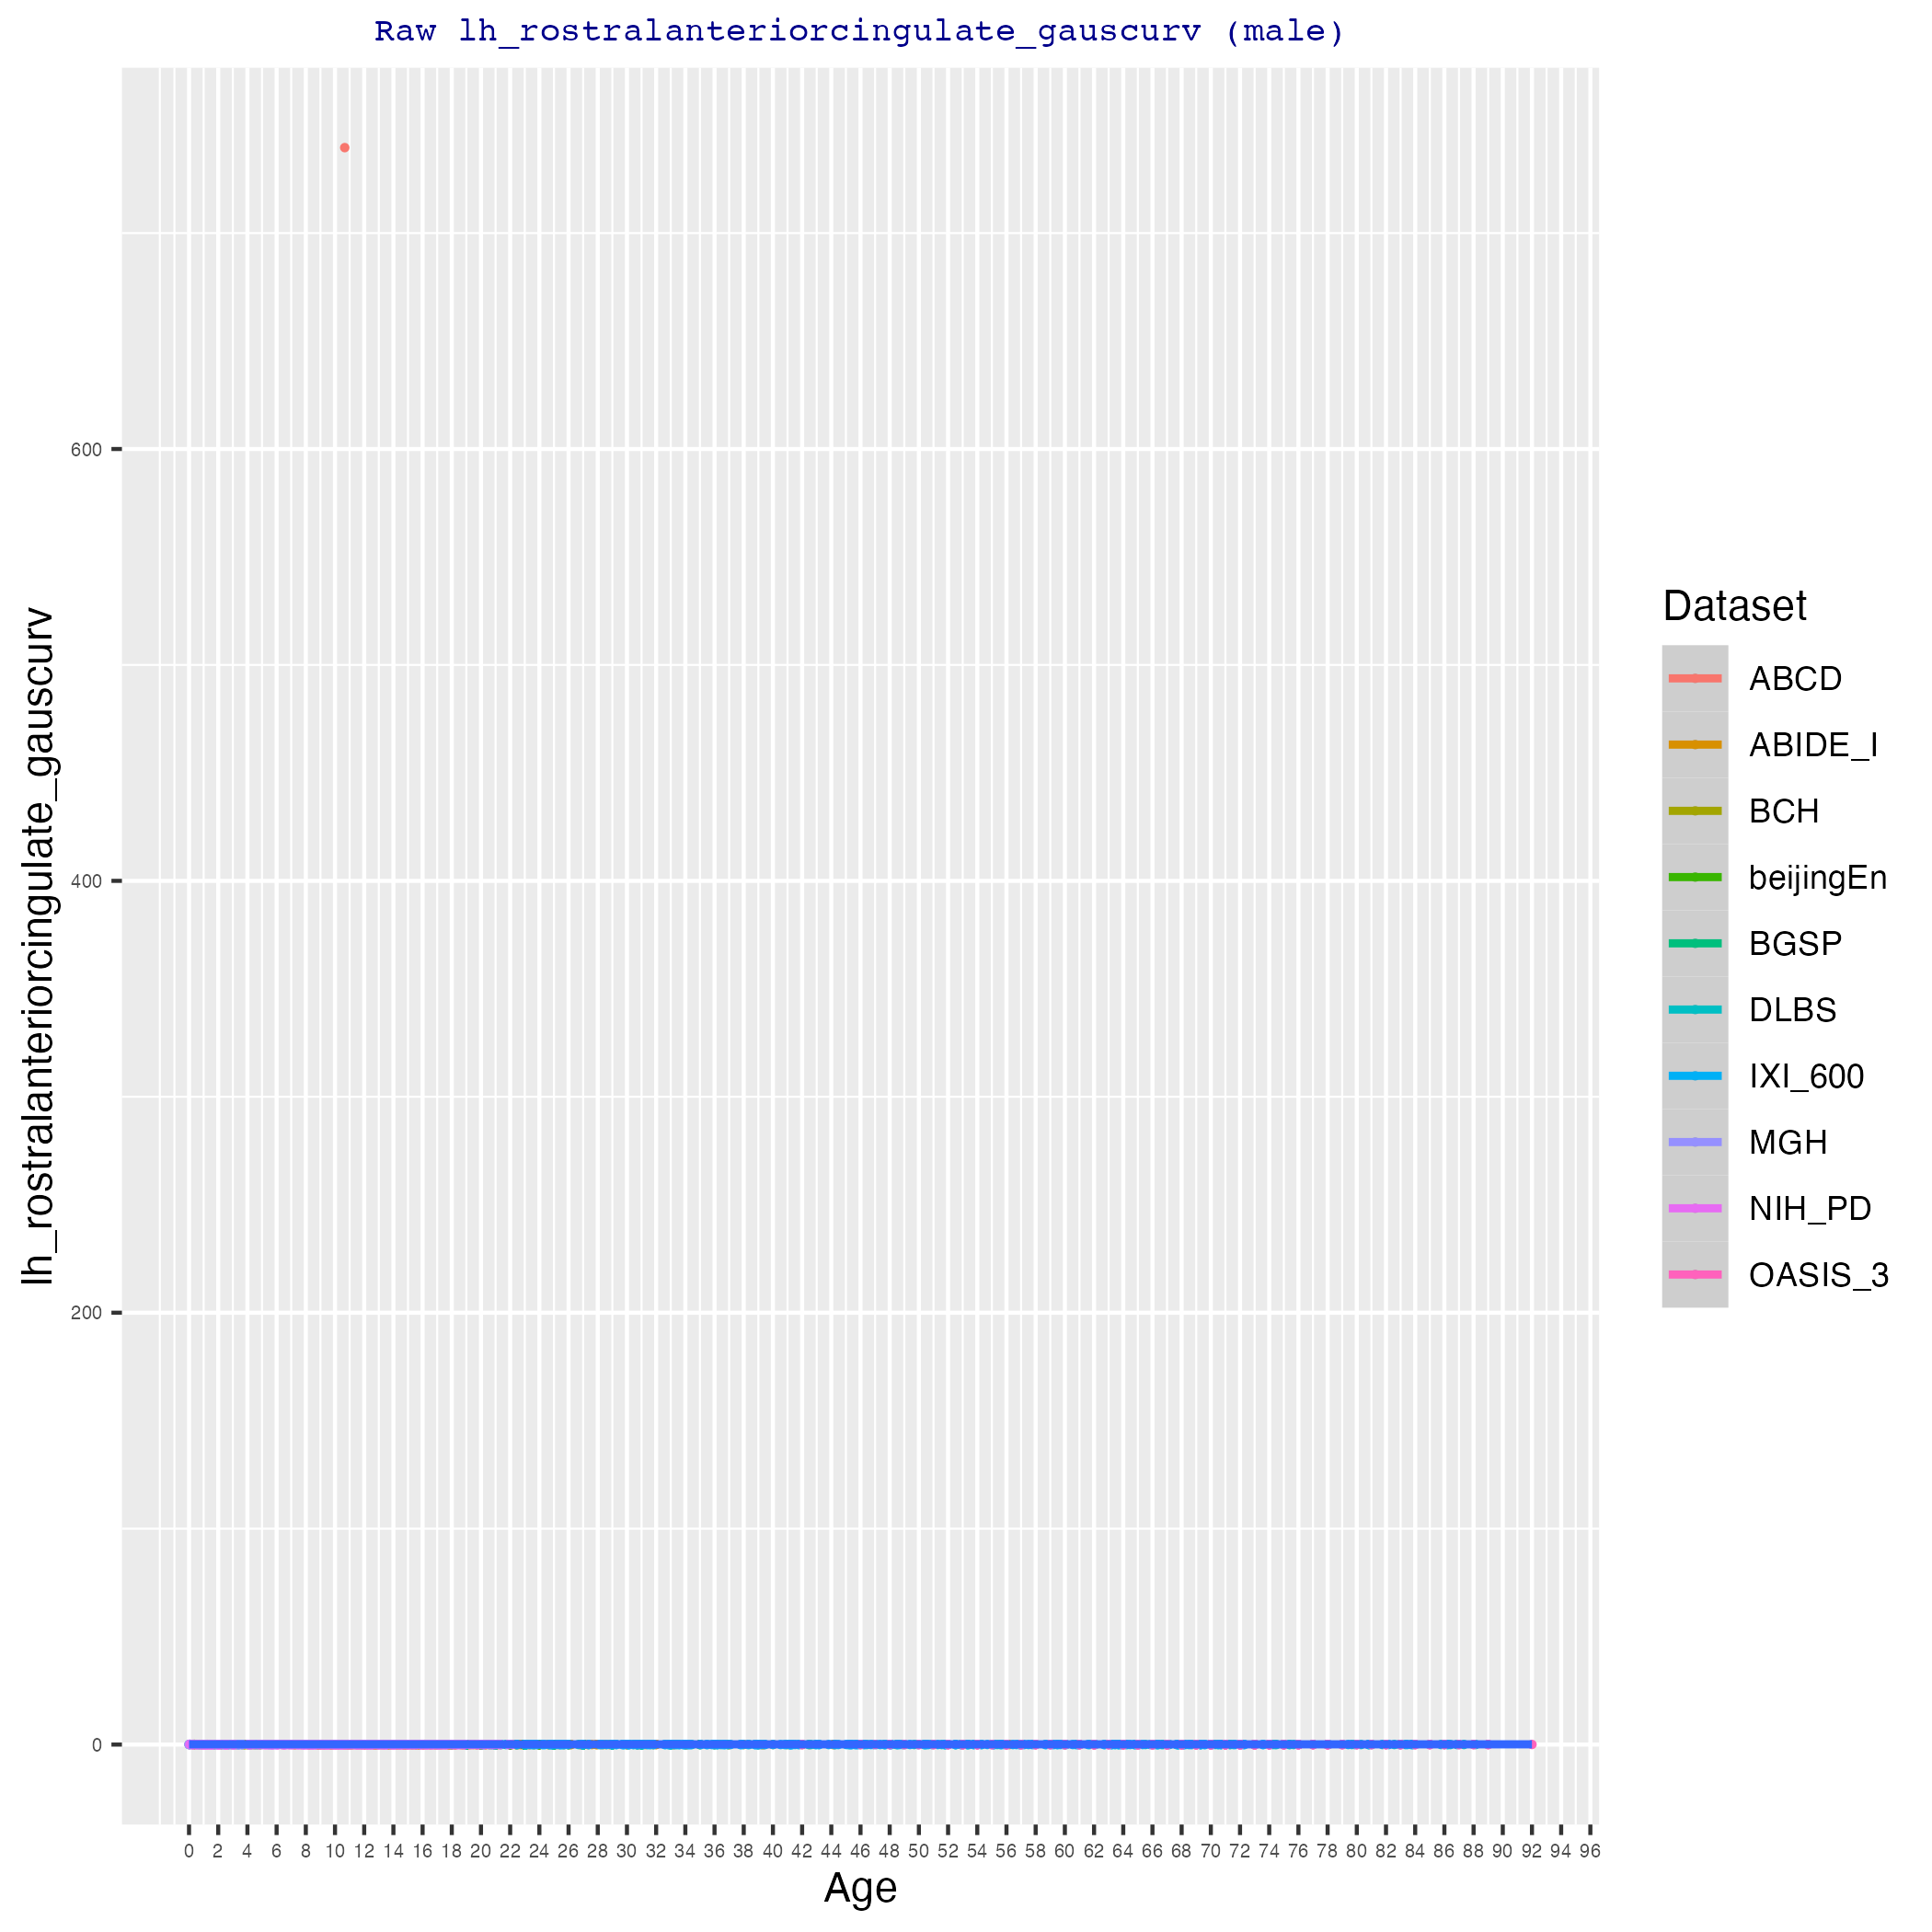 Raw lh_rostralanteriorcingulate_gauscurv (male)
lh_rostralanteriorcingulate_gauscurv
600
400
200
0
0 2 4 6 8 10 12 14 16 18 20 22 24 26 28 30 32 34 36 38 40 42 44 46 48 50 52 54 56 58 60 62 64 66 68 70 72 74 76 78 80 82 84 86 88 90 92 94 96
Age
Dataset
ABCD
ABIDE_I
BCH
beijingEn
BGSP
DLBS
IXI_600
MGH
NIH_PD
OASIS_3